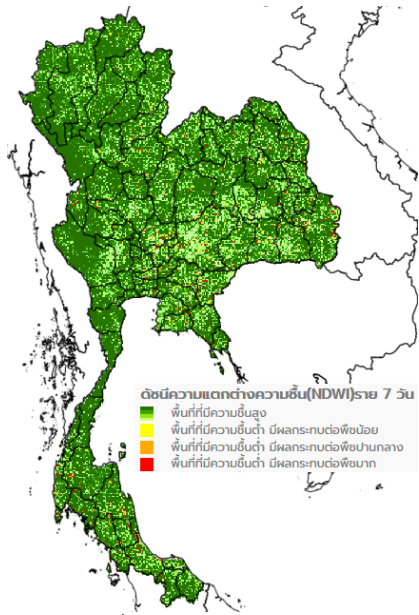 ดัชนีความแตกต่างความชื้น(NDWI)ราย 7 วัน
พื้นที่ที่มีความชื้นสูง
พื้นที่ที่มีความชื้นต่ำ มีผลกระทบต่อพืชน้อย
พื้นที่ที่มีความชื้นต่ำ มีผลกระทบต่อพืชปานกลาง
พื้นที่ที่มีความชื้นต่ำ มีผลกระทบต่อพืชมาก